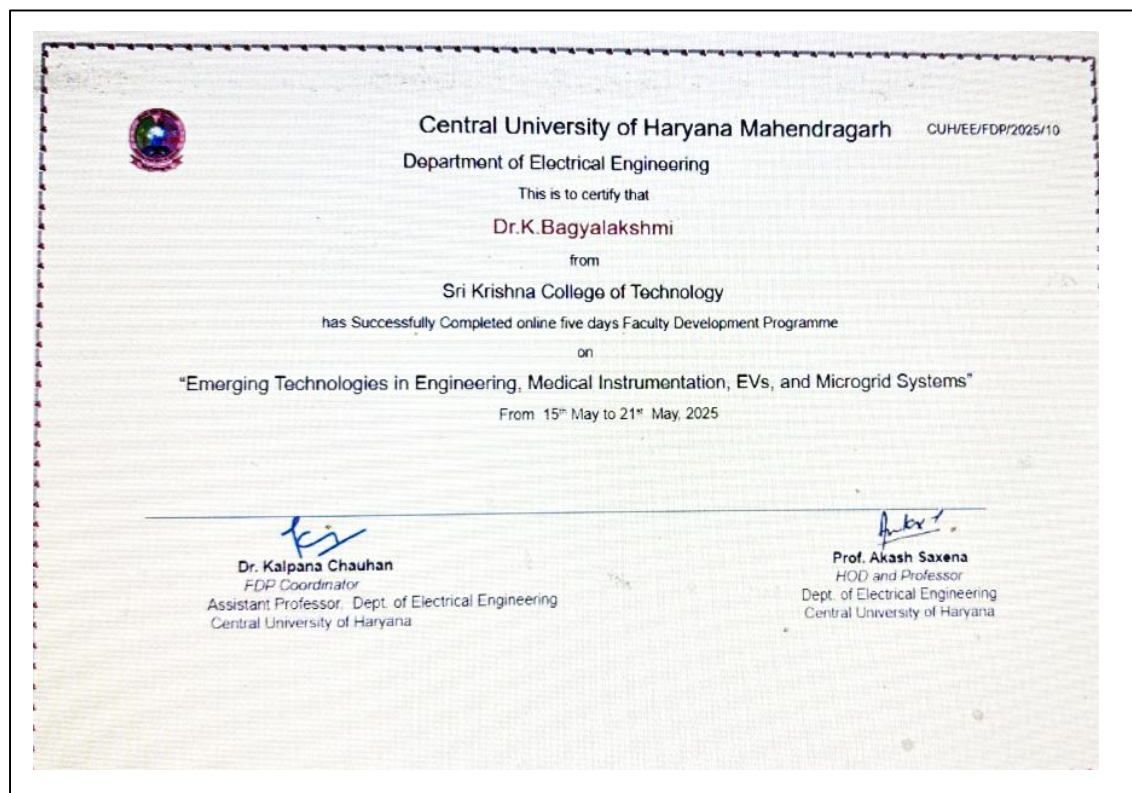 Central University of Haryana Mahendragarh
CUH/EE/FDP/2025/10
Department of Electrical Engineering
This is to certify that
Dr.K.Bagyalakshmi
from
Sri Krishna College of Technology
has Successfully Completed online five days Faculty Development Programme
on
"Emerging Technologies in Engineering, Medical Instrumentation, EVs, and Microgrid Systems"
From 15th May to 21st May, 2025
Dr. Kalpana Chauhan
FDP Coordinator
Assistant Professor, Dept. of Electrical Engineering
Central University of Haryana
Prof. Akash Saxena
HOD and Professor
Dept. of Electrical Engineering
Central University of Haryana